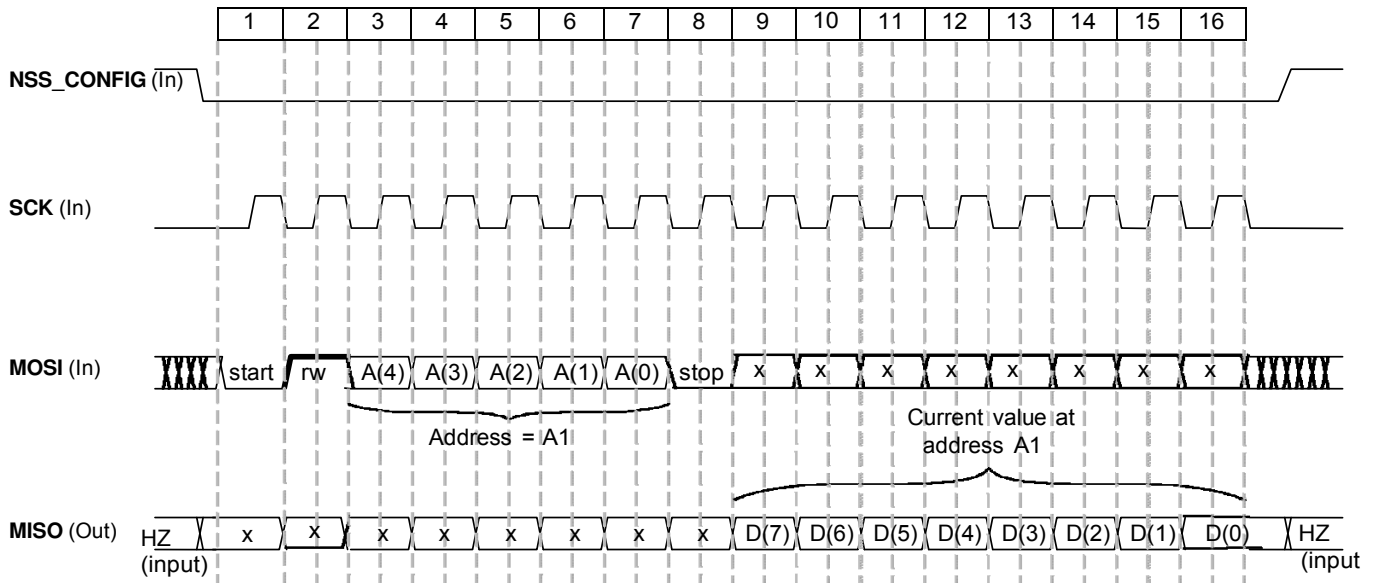 1 2 3 4 5 6 7 8 9 10 11 12 13 14 15 16
NSS_CONFIG (In)
SCK (In)
MOSI (In) start rw A(4) A(3) A(2) A(1) A(0) stop x x x x x x x x
Address = A1
Current value at
address A1
MISO (Out) HZ x x x x x x x x D(7) D(6) D(5) D(4) D(3) D(2) D(1) D(0) HZ
(input) (input